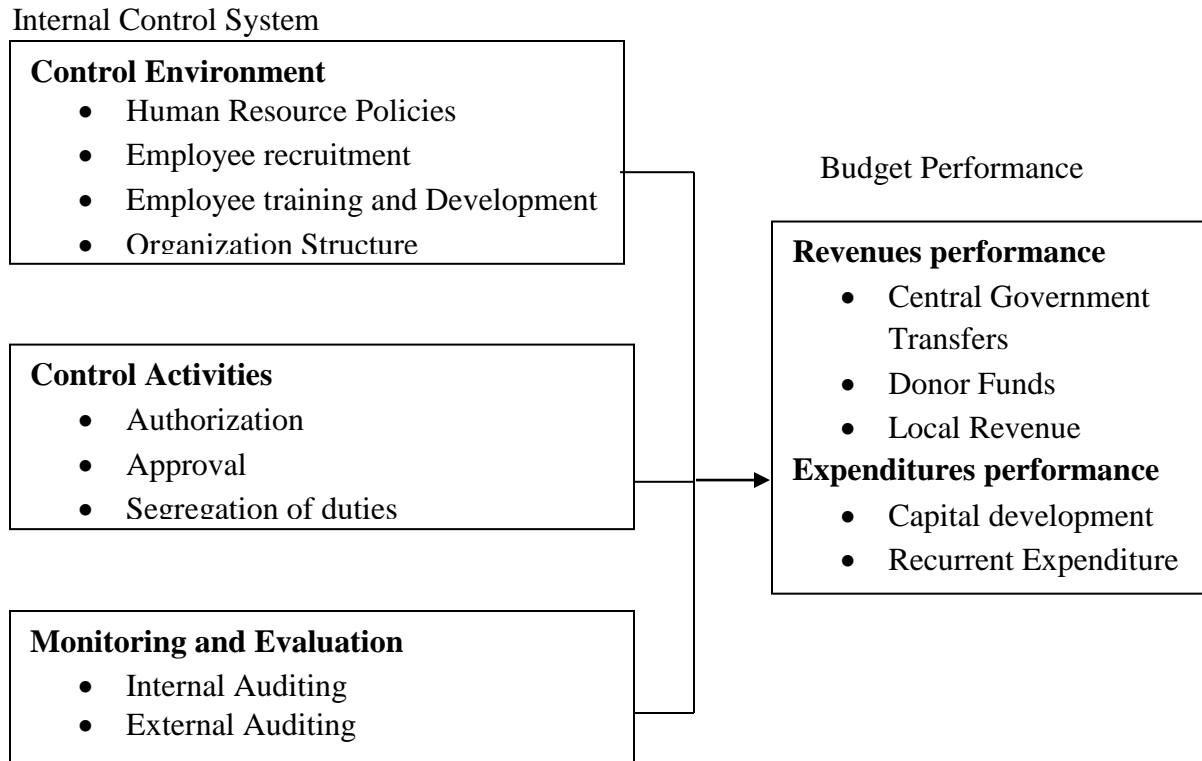 Internal Control System
Control Environment
• Human Resource Policies
• Employee recruitment
• Employee training and Development
• Organization Structure
Control Activities
• Authorization
• Approval
• Segregation of duties
Monitoring and Evaluation
• Internal Auditing
• External Auditing
Budget Performance
Revenues performance
• Central Government
Transfers
• Donor Funds
• Local Revenue
Expenditures performance
• Capital development
• Recurrent Expenditure